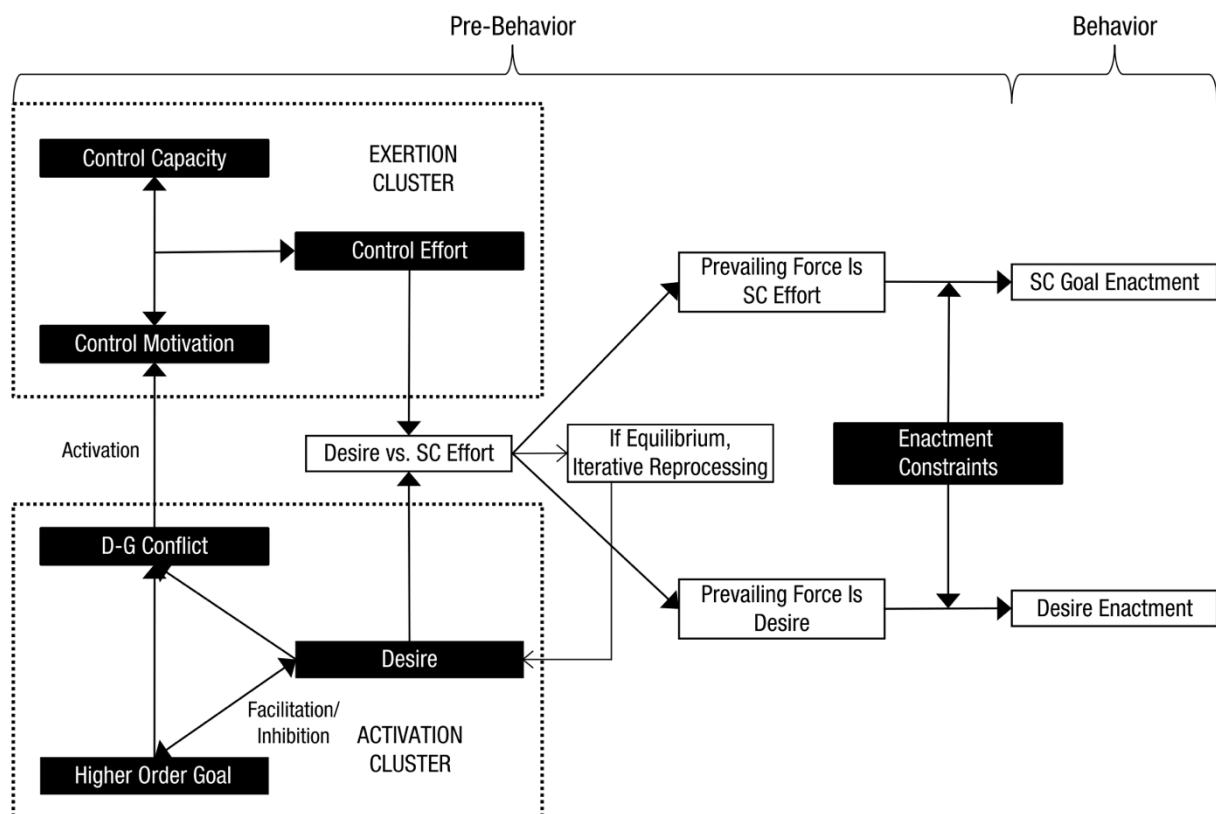 Pre-Behavior
Behavior
Control Capacity
EXERTION
CLUSTER
Control Effort
Control Motivation
Prevailing Force Is
SC Effort
SC Goal Enactment
Activation
Desire vs. SC Effort
If Equilibrium,
Iterative Reprocessing
Enactment
Constraints
D-G Conflict
Desire
Prevailing Force Is
Desire
Desire Enactment
Facilitation/
Inhibition
ACTIVATION
CLUSTER
Higher Order Goal